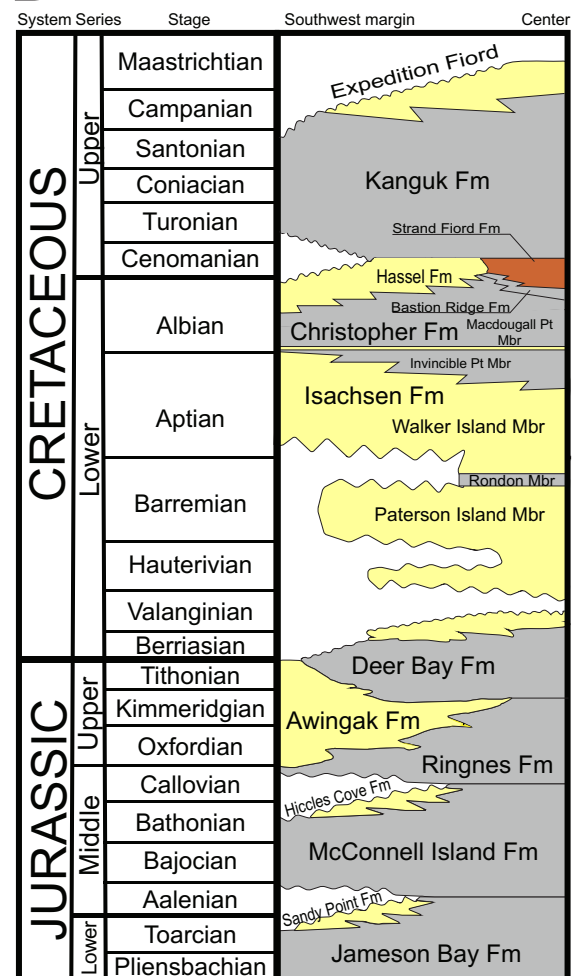 System Series Stage Southwest margin Center
CRETACEOUS
Upper
Maastrichtian
Campanian
Santonian
Coniacian
Turonian
Cenomanian
Lower
Albian
Aptian
Barremian
Hauterivian
Valanginian
Berriasian
JURASSIC
Upper
Tithonian
Kimmeridgian
Oxfordian
Middle
Callovian
Bathonian
Bajocian
Aalenian
Lower
Toarcian
Pliensbachian
Expedition Fiord
Kanguk Fm
Strand Fiord Fm
Hassel Fm
Bastion Ridge Fm
Christopher Fm
Macdougall Pt
Mbr
Invincible Pt Mbr
Isachsen Fm
Walker Island Mbr
Rondon Mbr
Paterson Island Mbr
Deer Bay Fm
Awingak Fm
Ringnes Fm
Hiccles Cove Fm
McConnell Island Fm
Sandy Point Fm
Jameson Bay Fm